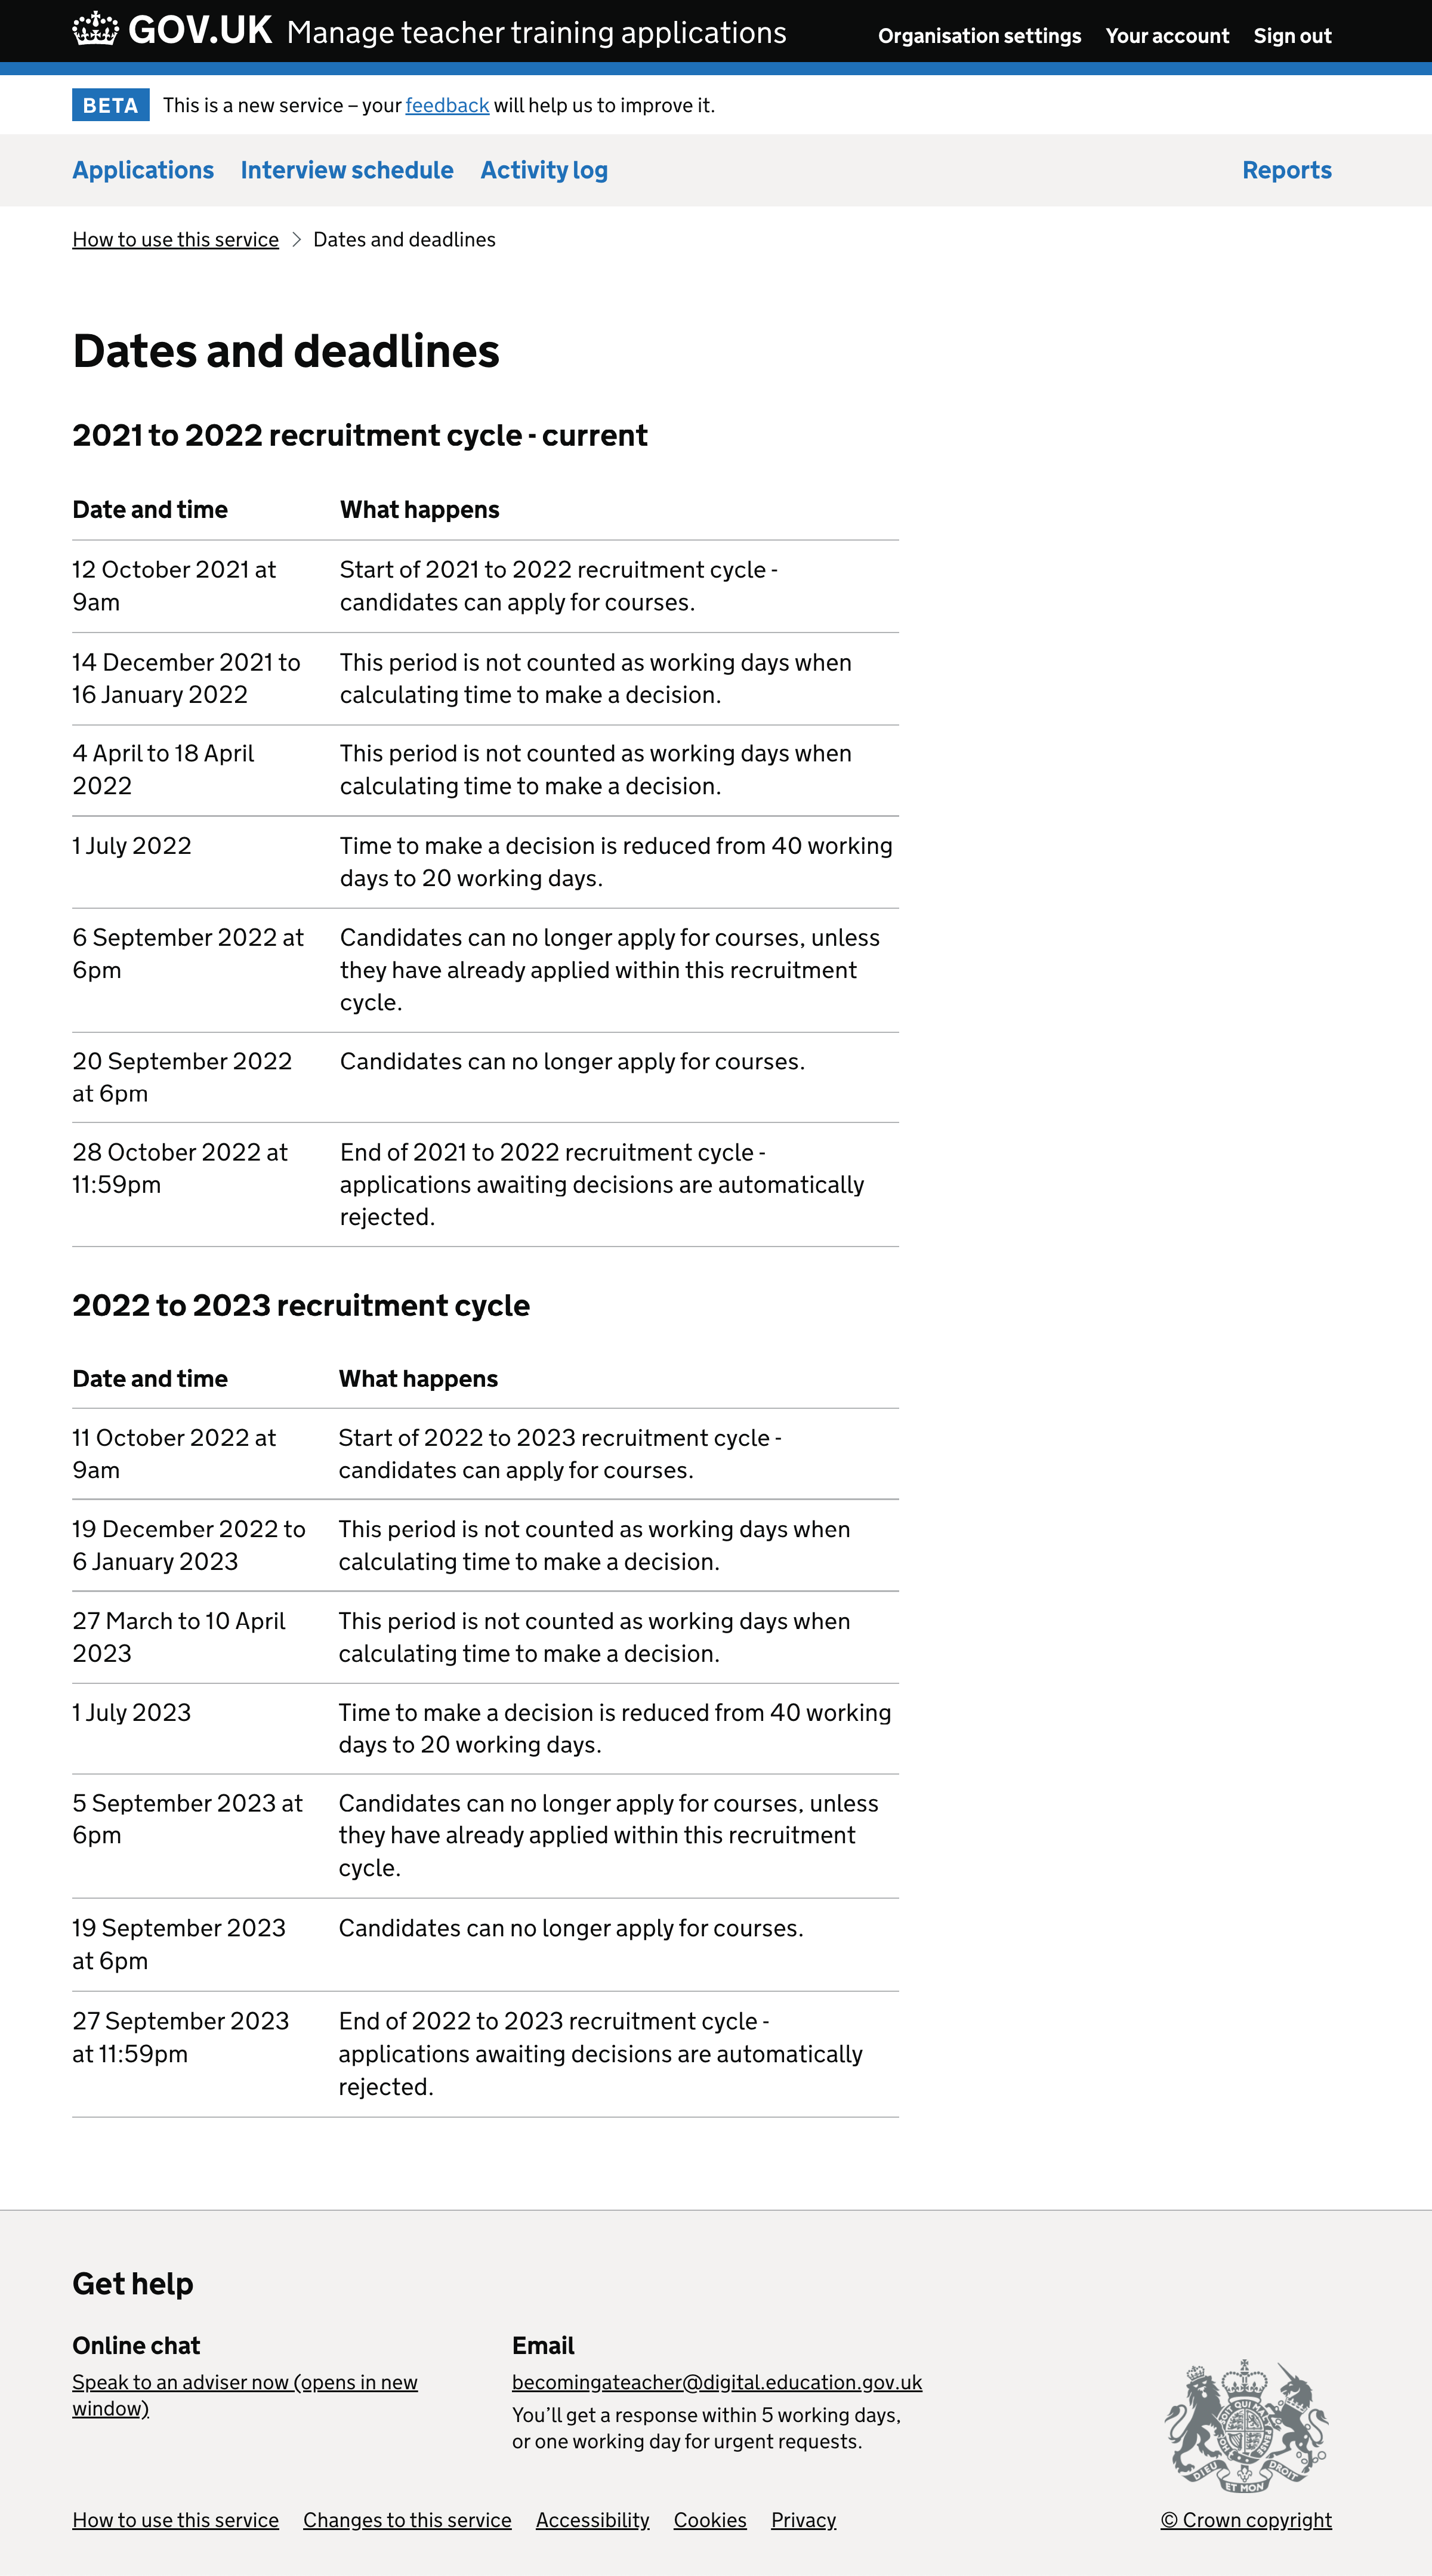 GOV.UK Manage teacher training applications Organisation settings Your account Sign out
BETA This is a new service – your feedback will help us to improve it.
Applications Interview schedule Activity log Reports
How to use this service Dates and deadlines
Dates and deadlines
2021 to 2022 recruitment cycle - current
Date and time What happens
12 October 2021 at
9am
Start of 2021 to 2022 recruitment cycle -
candidates can apply for courses.
14 December 2021 to
16 January 2022
This period is not counted as working days when
calculating time to make a decision.
4 April to 18 April
2022
This period is not counted as working days when
calculating time to make a decision.
1 July 2022
Time to make a decision is reduced from 40 working
days to 20 working days.
6 September 2022 at
6pm
Candidates can no longer apply for courses, unless
they have already applied within this recruitment
cycle.
20 September 2022
at 6pm
Candidates can no longer apply for courses.
28 October 2022 at
11:59pm
End of 2021 to 2022 recruitment cycle -
applications awaiting decisions are automatically
rejected.
2022 to 2023 recruitment cycle
Date and time What happens
11 October 2022 at
9am
Start of 2022 to 2023 recruitment cycle -
candidates can apply for courses.
19 December 2022 to
6 January 2023
This period is not counted as working days when
calculating time to make a decision.
27 March to 10 April
2023
This period is not counted as working days when
calculating time to make a decision.
1 July 2023
Time to make a decision is reduced from 40 working
days to 20 working days.
5 September 2023 at
6pm
Candidates can no longer apply for courses, unless
they have already applied within this recruitment
cycle.
19 September 2023
at 6pm
Candidates can no longer apply for courses.
27 September 2023
at 11:59pm
End of 2022 to 2023 recruitment cycle -
applications awaiting decisions are automatically
rejected.
Get help
Online chat
Speak to an adviser now (opens in new
window)
Email
becomingateacher@digital.education.gov.uk
You’ll get a response within 5 working days,
or one working day for urgent requests.
DIEU ET MON DROIT
How to use this service Changes to this service Accessibility Cookies Privacy © Crown copyright